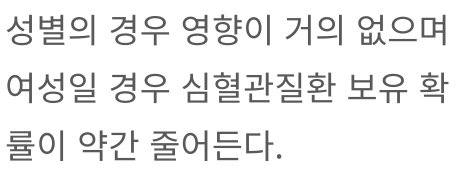 성별의 경우 영향이 거의 없으며
여성일 경우 심혈관질환 보유 확
률이 약간 줄어든다.